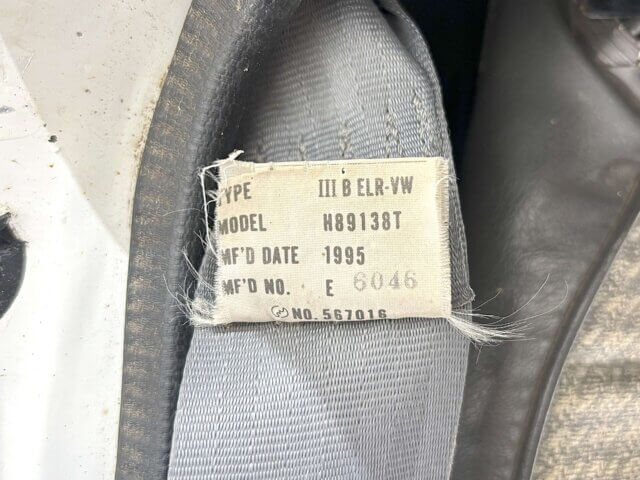 TYPE III B ELR-VW
MODEL H89138T
MF'D DATE 1995
MF'D NO. E 6046
NO. 567016